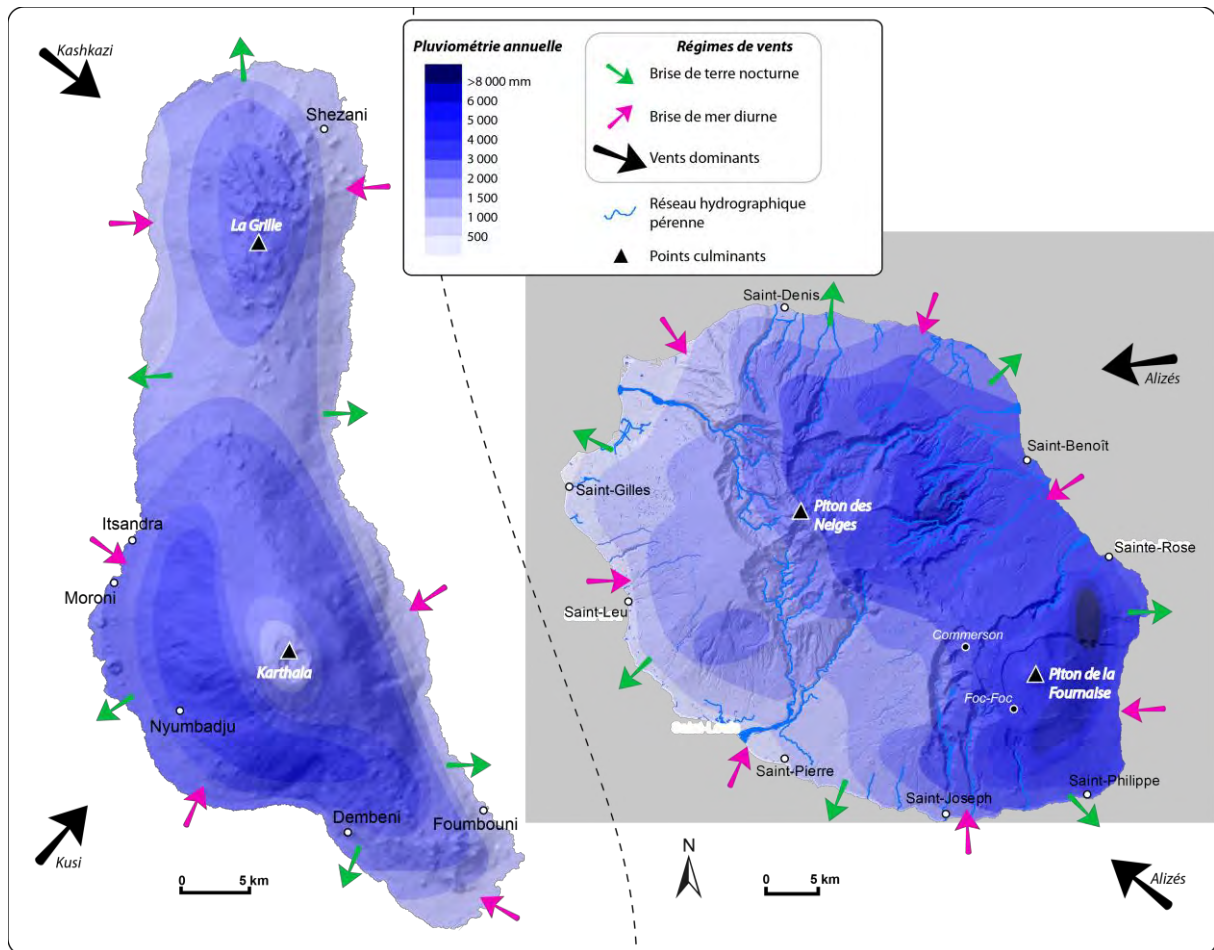 Kashkazi
Shezani
La Grille
Itsandra
Moroni
Karthala
Nyumbadju
Dembeni
Foumbouni
Kusi
0 5 km
Pluviométrie annuelle
>8 000 mm
6 000
5 000
4 000
3 000
2 000
1 500
1 000
500
Régimes de vents
Brise de terre nocturne
Brise de mer diurne
Vents dominants
Réseau hydrographique
pérenne
Points culminants
Saint-Denis
Alizés
Saint-Benoît
Saint-Gilles
Piton des
Neiges
Sainte-Rose
Saint-Leu
Commerson
Piton de la
Fournaise
Foc-Foc
Saint-Pierre
Saint-Philippe
Saint-Joseph
N
0 5 km
Alizés